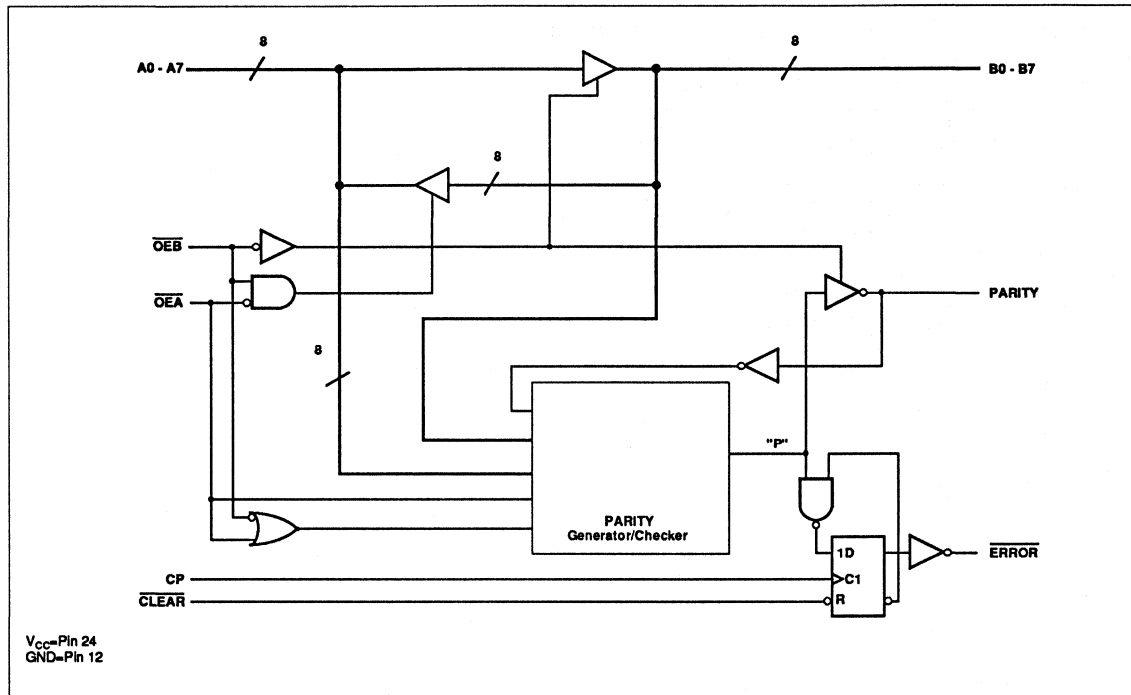 8
8
A0 - A7
B0 - B7
8
OEB
OEA
PARITY
8
"P"
PARITY
Generator/Checker
1D
ERROR
CP
C1
CLEAR
R
VCC=Pin 24
GND=Pin 12